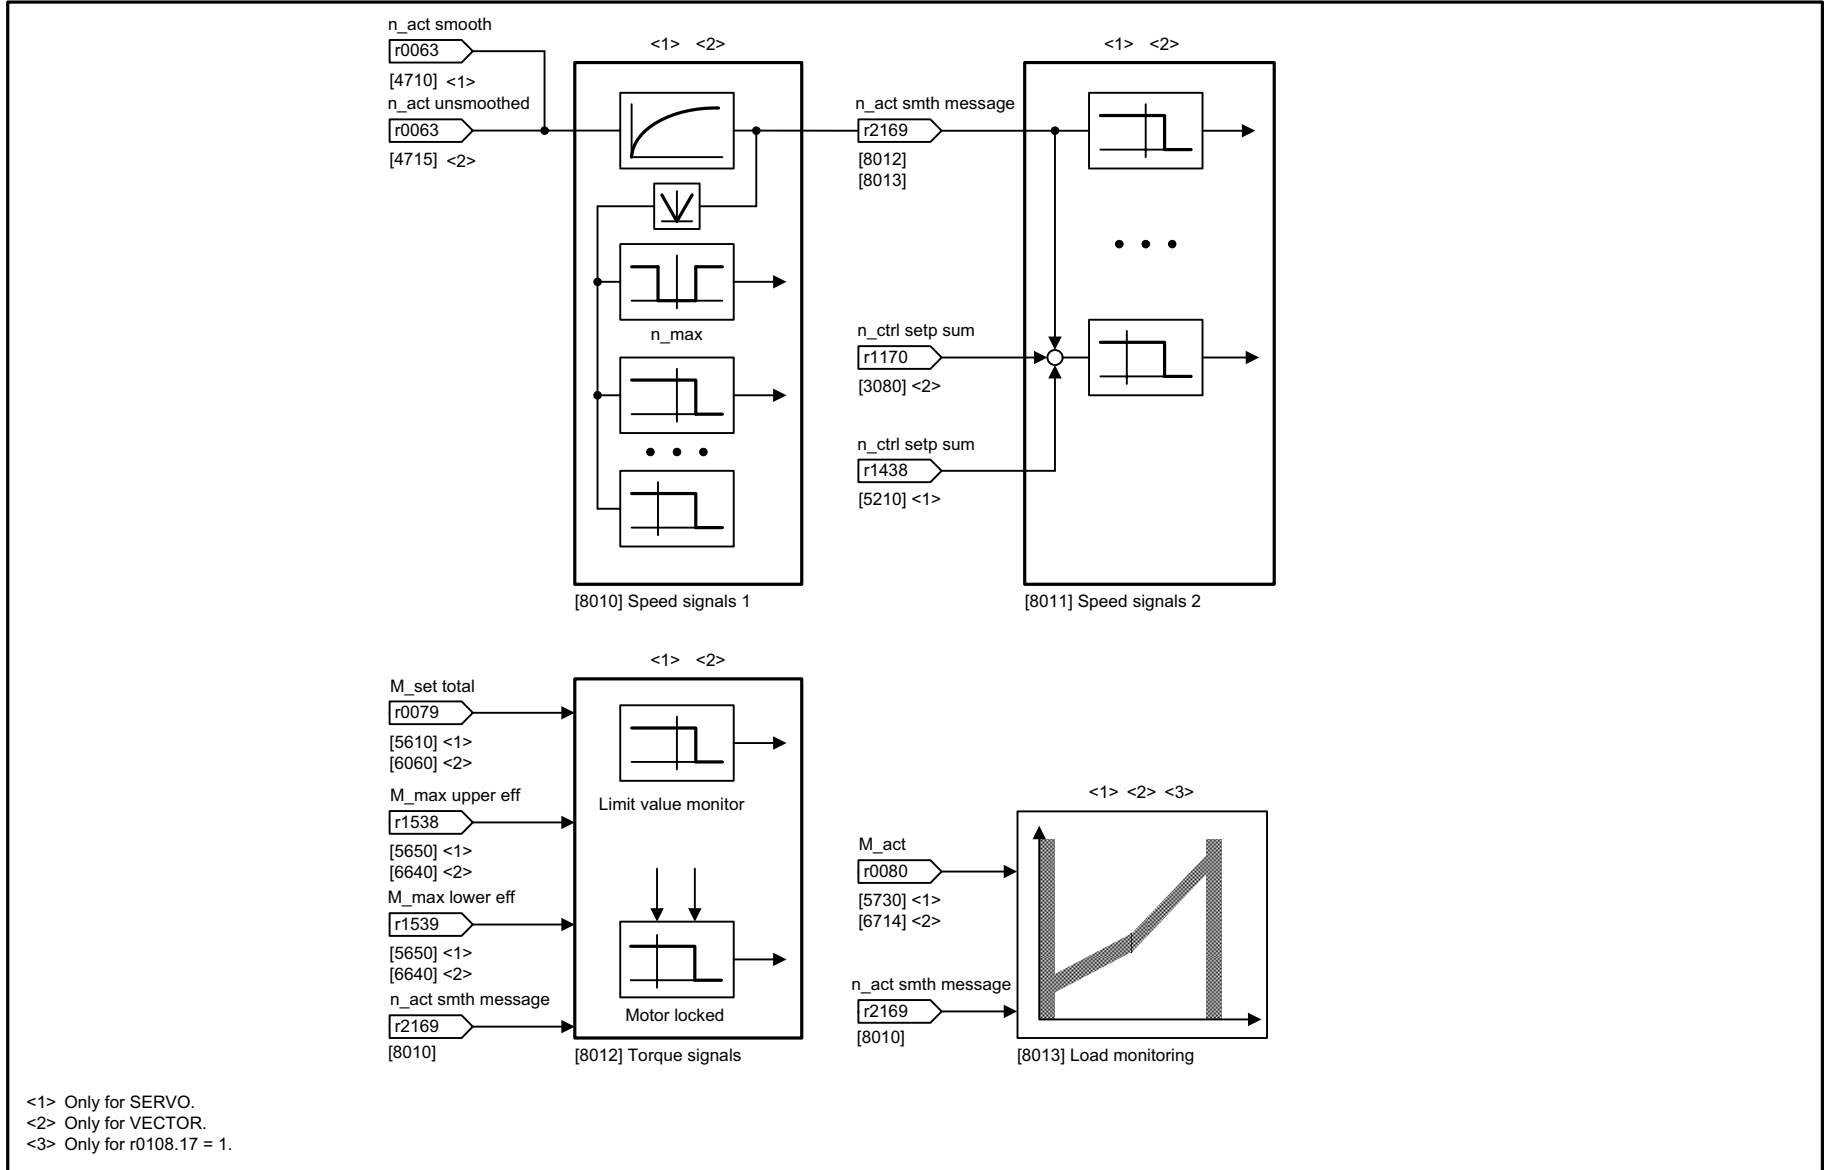 n_act smooth
r0063
[4710] <1>
n_act unsmoothed
r0063
[4715] <2>
<1> <2>
n_max
[8010] Speed signals 1
n_act smth message
r2169
[8012]
[8013]
n_ctrl setp sum
r1170
[3080] <2>
n_ctrl setp sum
r1438
[5210] <1>
<1> <2>
[8011] Speed signals 2
M_set total
r0079
[5610] <1>
[6060] <2>
M_max upper eff
r1538
[5650] <1>
[6640] <2>
M_max lower eff
r1539
[5650] <1>
[6640] <2>
n_act smth message
r2169
[8010]
<1> <2>
Limit value monitor
Motor locked
[8012] Torque signals
M_act
r0080
[5730] <1>
[6714] <2>
n_act smth message
r2169
[8010]
<1> <2> <3>
[8013] Load monitoring
<1> Only for SERVO.
<2> Only for VECTOR.
<3> Only for r0108.17 = 1.